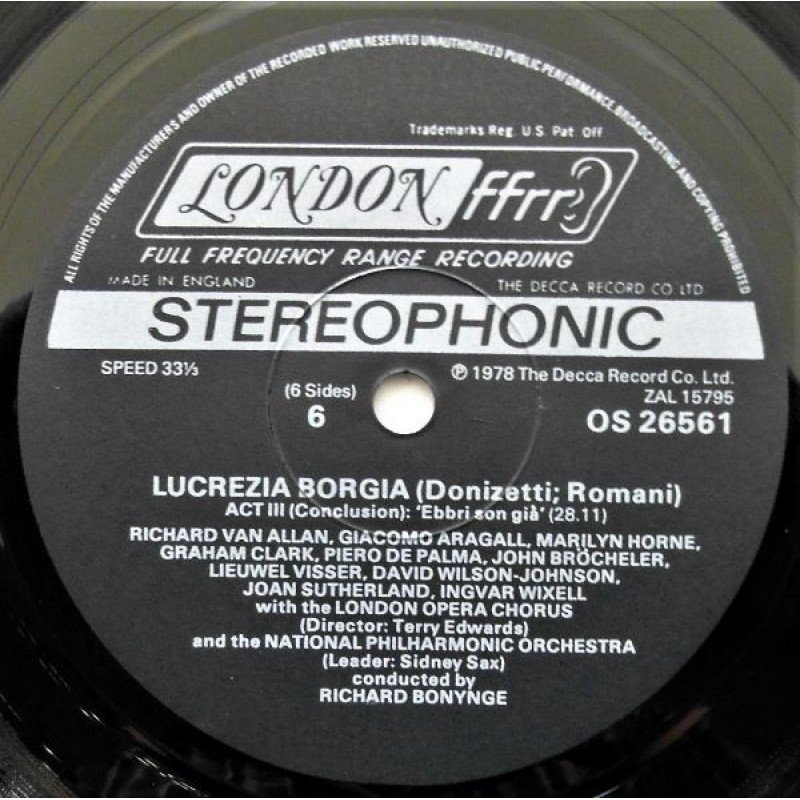 ALL RIGHTS OF THE MANUFACTURERS AND OWNER OF THE RECORDED WORK RESERVED UNAUTHORIZED PUBLIC PERFORMANCE BROADCASTING AND COPYING PROHIBITED
Trademarks Reg. U.S. Pat. Off
LONDON ffrr
FULL FREQUENCY RANGE RECORDING
MADE IN ENGLAND THE DECCA RECORD CO LTD
STEREOPHONIC
SPEED 33⅓ ℗ 1978 The Decca Record Co. Ltd.
(6 Sides) ZAL 15795
6 OS 26561
LUCREZIA BORGIA (Donizetti; Romani)
ACT III (Conclusion): 'Ebbri son già' (28.11)
RICHARD VAN ALLAN, GIACOMO ARAGALL, MARILYN HORNE,
GRAHAM CLARK, PIERO DE PALMA, JOHN BRÖCHELER,
LIEUWEL VISSER, DAVID WILSON-JOHNSON,
JOAN SUTHERLAND, INGVAR WIXELL
with the LONDON OPERA CHORUS
(Director: Terry Edwards)
and the NATIONAL PHILHARMONIC ORCHESTRA
(Leader: Sidney Sax)
conducted by
RICHARD BONYNGE